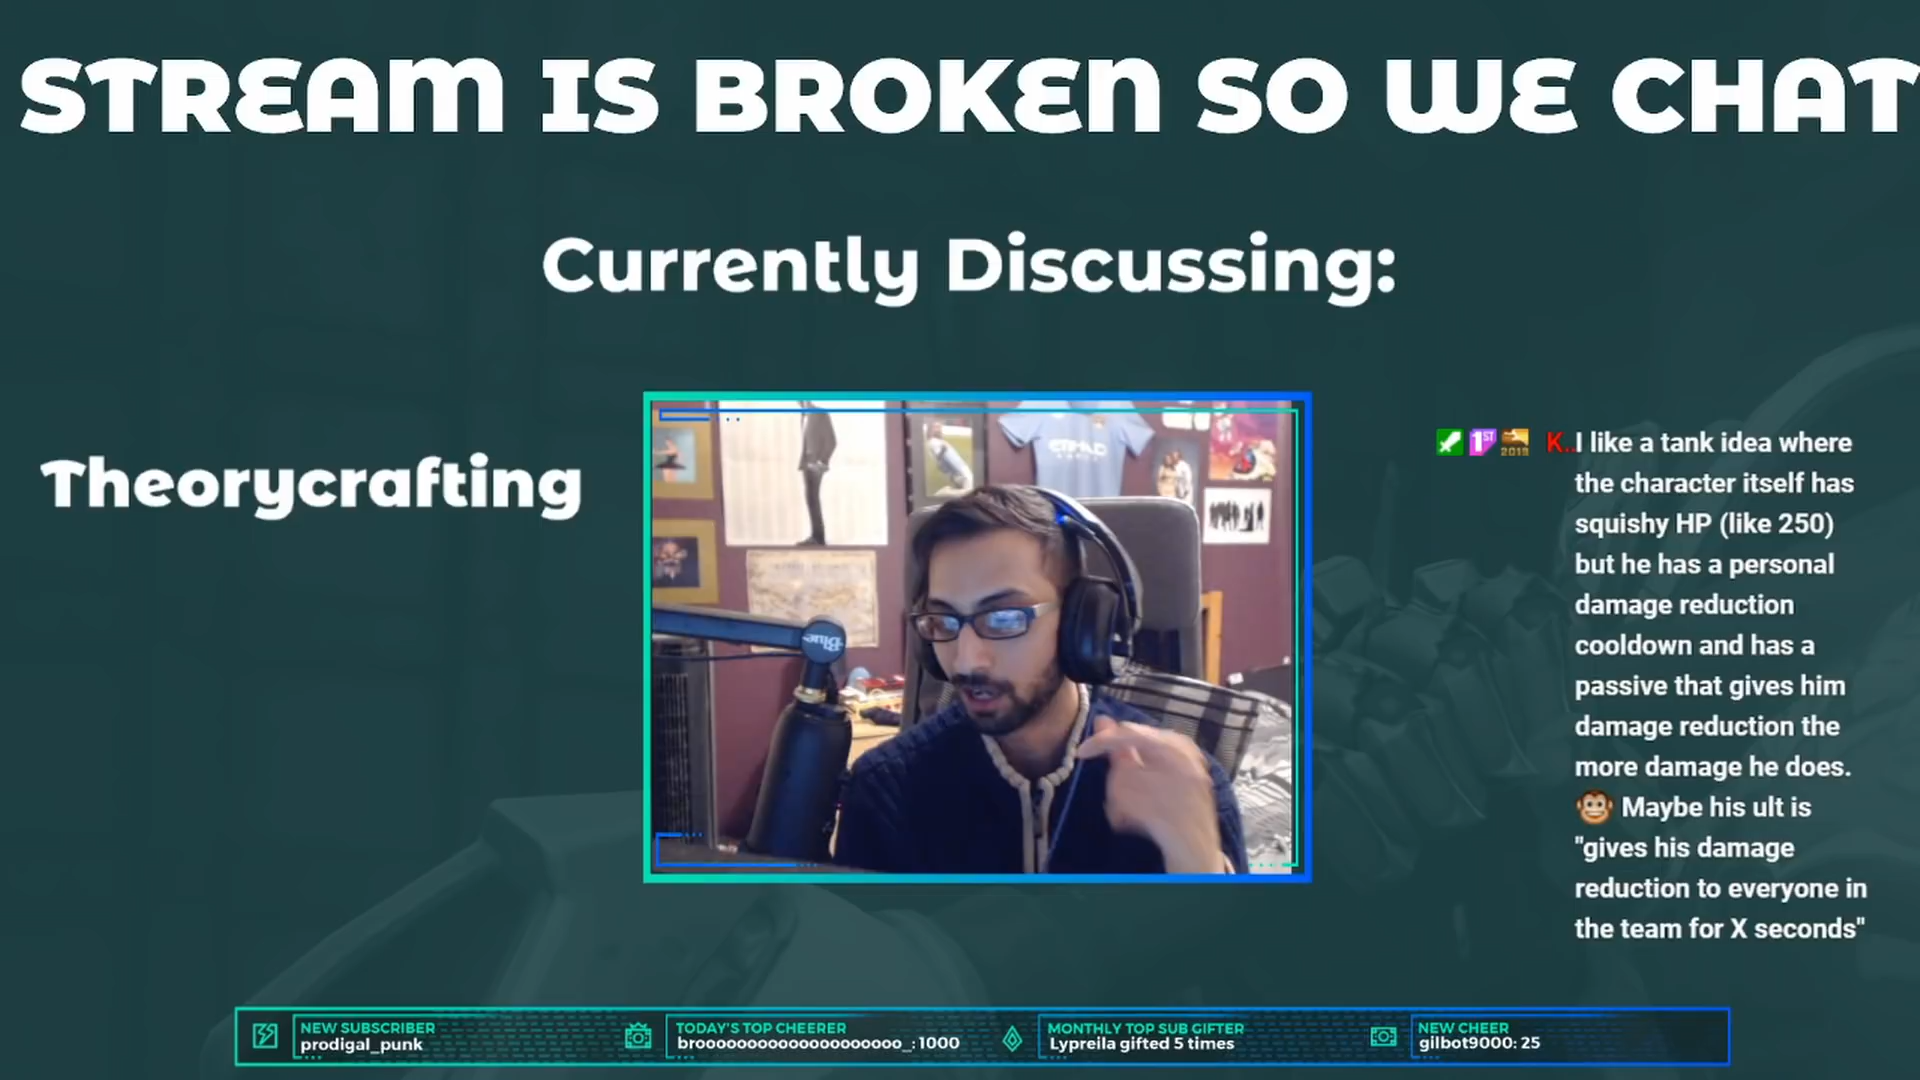 STREAM IS BROKEN SO WE CHAT
Currently Discussing:
Theorycrafting
ETIHAD
1ST
2019
K.. I like a tank idea where
the character itself has
squishy HP (like 250)
but he has a personal
damage reduction
cooldown and has a
passive that gives him
damage reduction the
more damage he does.
🐵 Maybe his ult is
"gives his damage
reduction to everyone in
the team for X seconds"
NEW SUBSCRIBER
prodigal_punk
TODAY'S TOP CHEERER
MONTHLY TOP SUB GIFTER
Lypreila gifted 5 times
NEW CHEER
gilbot9000: 25